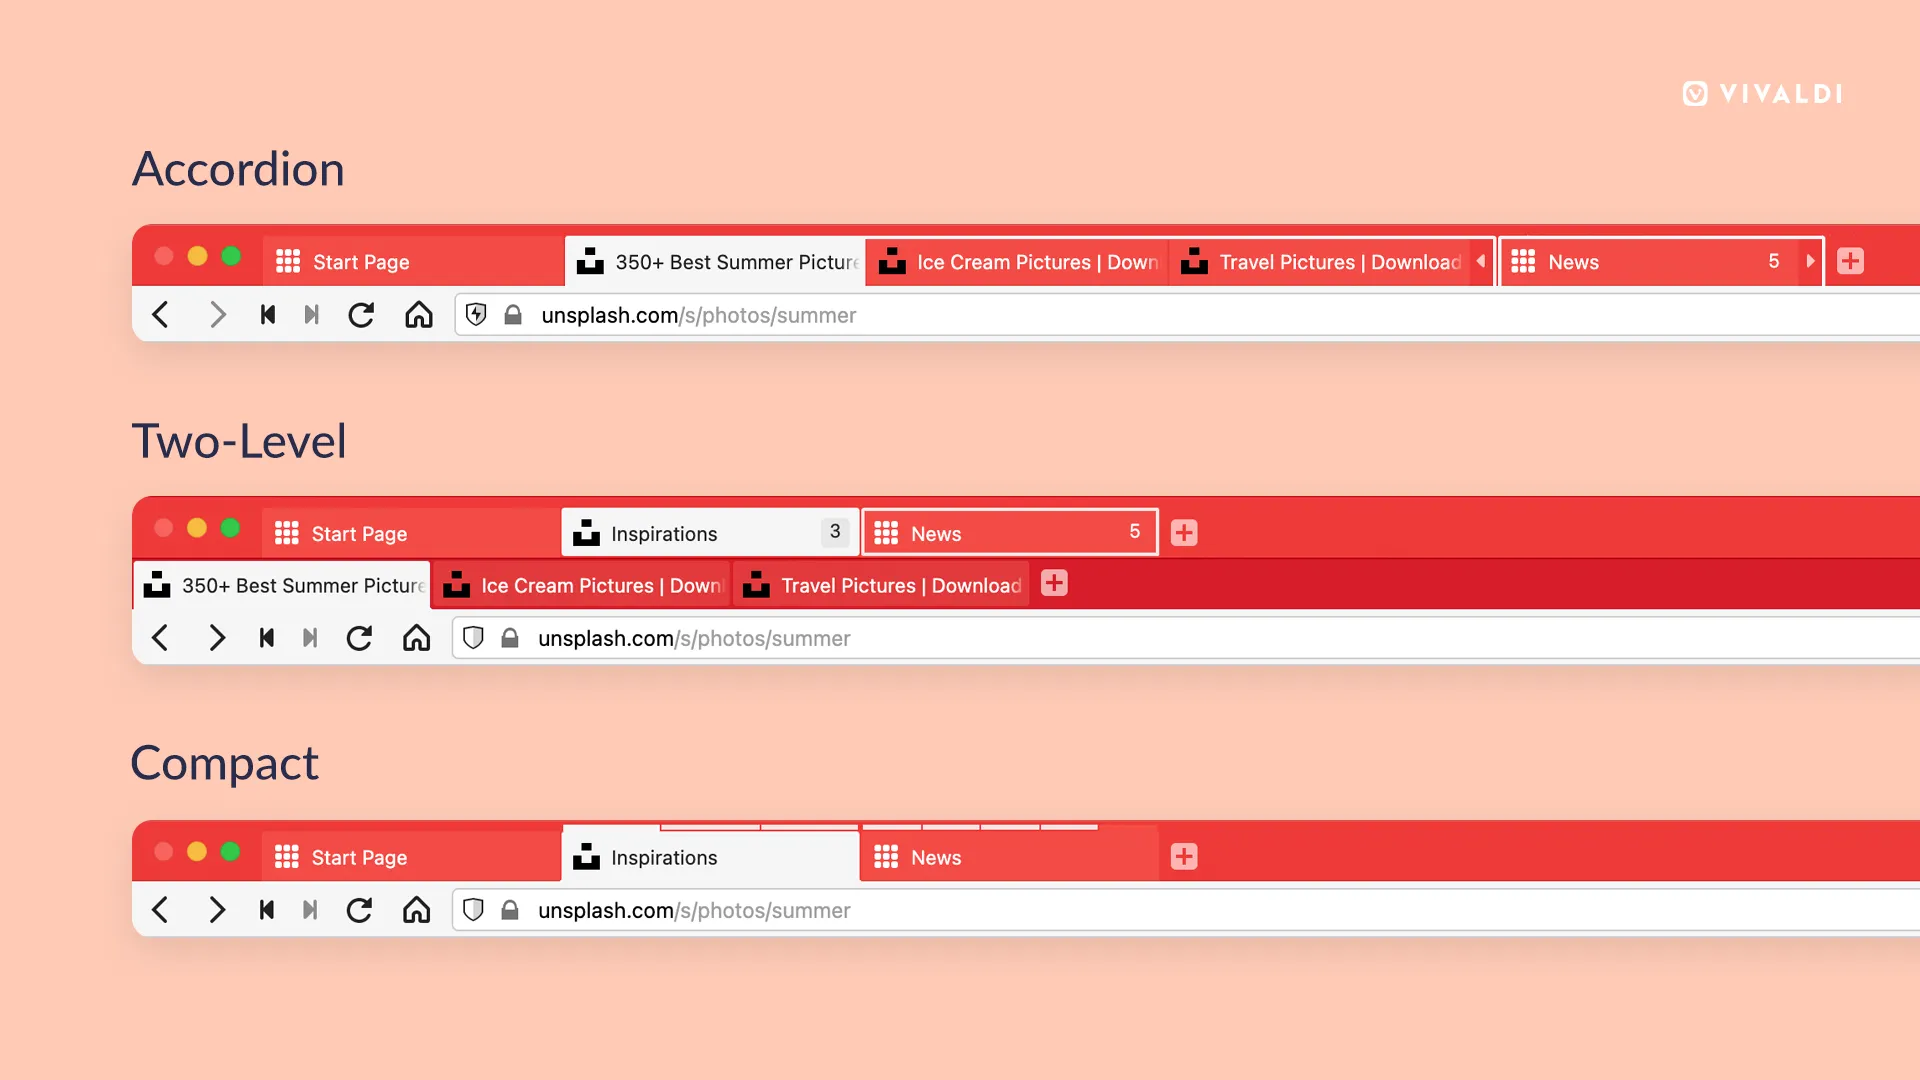 VIVALDI
Accordion
Start Page 350+ Best Summer Picture Ice Cream Pictures | Down Travel Pictures | Download News 5
unsplash.com/s/photos/summer
Two-Level
Start Page Inspirations 3 News 5
350+ Best Summer Picture Ice Cream Pictures | Down Travel Pictures | Download
unsplash.com/s/photos/summer
Compact
Start Page Inspirations News
unsplash.com/s/photos/summer